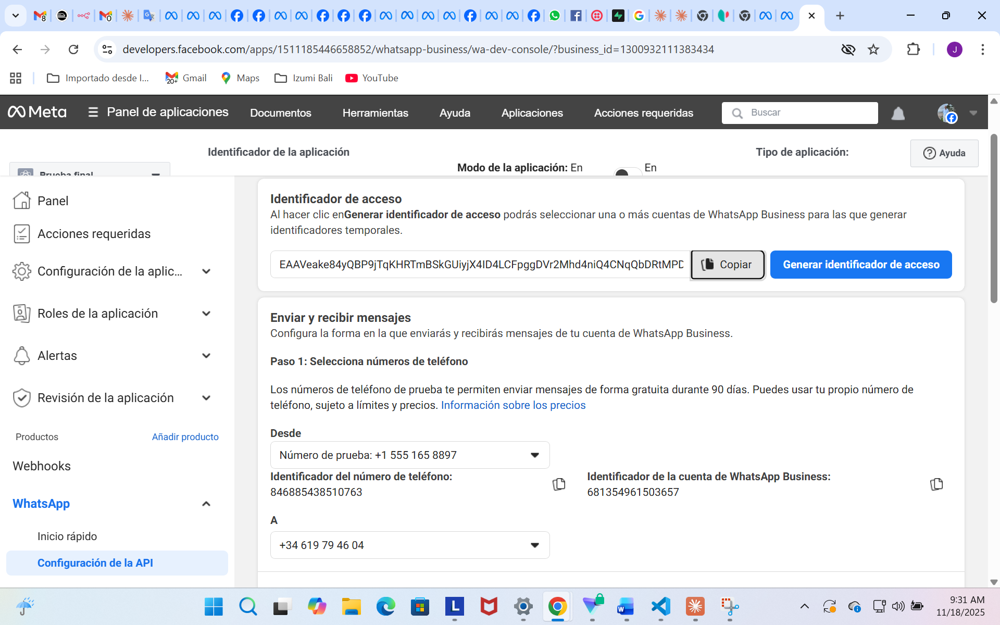 developers.facebook.com/apps/1511185446658852/whatsapp-business/wa-dev-console/?business_id=1300932111383434
J
Importado desde I...
Gmail
Maps
Izumi Bali
YouTube
Meta
Panel de aplicaciones
Documentos
Herramientas
Ayuda
Aplicaciones
Acciones requeridas
Buscar
Identificador de la aplicación
Tipo de aplicación:
Ayuda
Prueba final
Modo de la aplicación: En
En
Panel
Acciones requeridas
Configuración de la aplic...
Roles de la aplicación
Alertas
Revisión de la aplicación
Productos
Añadir producto
Webhooks
WhatsApp
Inicio rápido
Configuración de la API
Identificador de acceso
Al hacer clic enGenerar identificador de acceso podrás seleccionar una o más cuentas de WhatsApp Business para las que generar
identificadores temporales.
EAAVeake84yQBP9jTqKHRTmBSkGUiyjX4ID4LCFpggDVr2Mhd4niQ4CNqQbDRtMPD
Copiar
Generar identificador de acceso
Enviar y recibir mensajes
Configura la forma en la que enviarás y recibirás mensajes de tu cuenta de WhatsApp Business.
Paso 1: Selecciona números de teléfono
Los números de teléfono de prueba te permiten enviar mensajes de forma gratuita durante 90 días. Puedes usar tu propio número de
teléfono, sujeto a límites y precios. Información sobre los precios
Desde
Número de prueba: +1 555 165 8897
Identificador del número de teléfono:
846885438510763
Identificador de la cuenta de WhatsApp Business:
681354961503657
A
+34 619 79 46 04
9:31 AM
11/18/2025